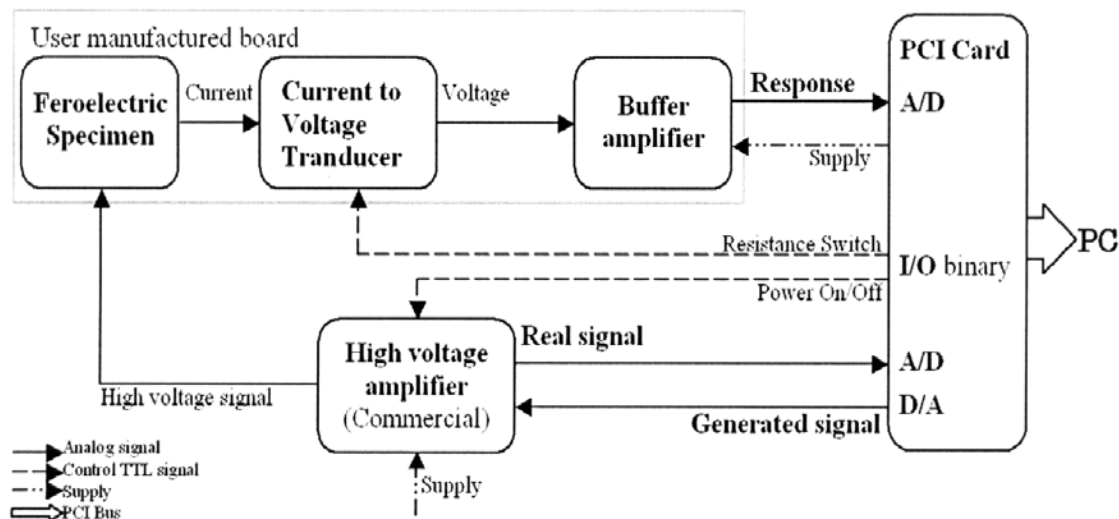 User manufactured board
Feroelectric
Specimen
Current
Current to
Voltage
Tranducer
Voltage
Buffer
amplifier
Response
Supply
PCI Card
A/D
Resistance Switch
I/O binary
Power On/Off
PC
High voltage
amplifier
(Commercial)
Real signal
A/D
D/A
Generated signal
High voltage signal
Supply
Analog signal
Control TTL signal
Supply
PCI Bus